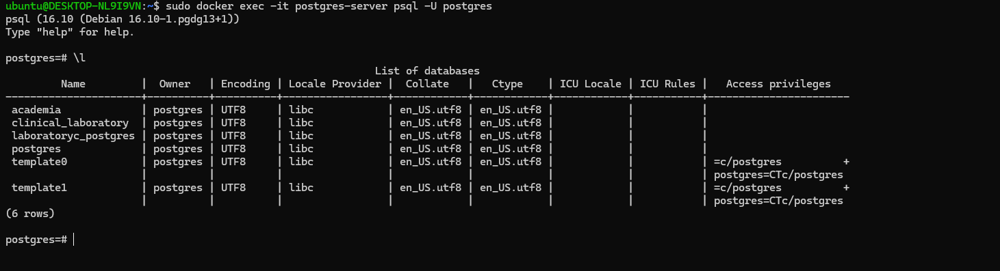 ubuntu@DESKTOP-NL9I9VN:~$ sudo docker exec -it postgres-server psql -U postgres
psql (16.10 (Debian 16.10-1.pgdg13+1))
Type "help" for help.

postgres=# \l
                                                            List of databases
         Name         |  Owner   | Encoding | Locale Provider |  Collate   |   Ctype    | ICU Locale | ICU Rules |   Access privileges
----------------------+----------+----------+-----------------+------------+------------+------------+-----------+-----------------------
 academia             | postgres | UTF8     | libc            | en_US.utf8 | en_US.utf8 |            |           |
 clinical_laboratory  | postgres | UTF8     | libc            | en_US.utf8 | en_US.utf8 |            |           |
 laboratoryc_postgres | postgres | UTF8     | libc            | en_US.utf8 | en_US.utf8 |            |           |
 postgres             | postgres | UTF8     | libc            | en_US.utf8 | en_US.utf8 |            |           |
 template0            | postgres | UTF8     | libc            | en_US.utf8 | en_US.utf8 |            |           | =c/postgres          +
                      |          |          |                 |            |            |            |           | postgres=CTc/postgres
 template1            | postgres | UTF8     | libc            | en_US.utf8 | en_US.utf8 |            |           | =c/postgres          +
                      |          |          |                 |            |            |            |           | postgres=CTc/postgres
(6 rows)

postgres=#